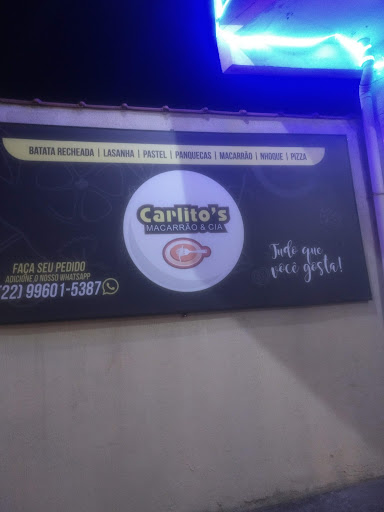 BATATA RECHEADA | LASANHA | PASTEL | PANQUECAS | MACARRÃO | NHOQUE | PIZZA
Carlito's
MACARRÃO & CIA
FAÇA SEU PEDIDO
ADICIONE O NOSSO WHATSAPP
(22) 99601-5387
Tudo que
você gosta!